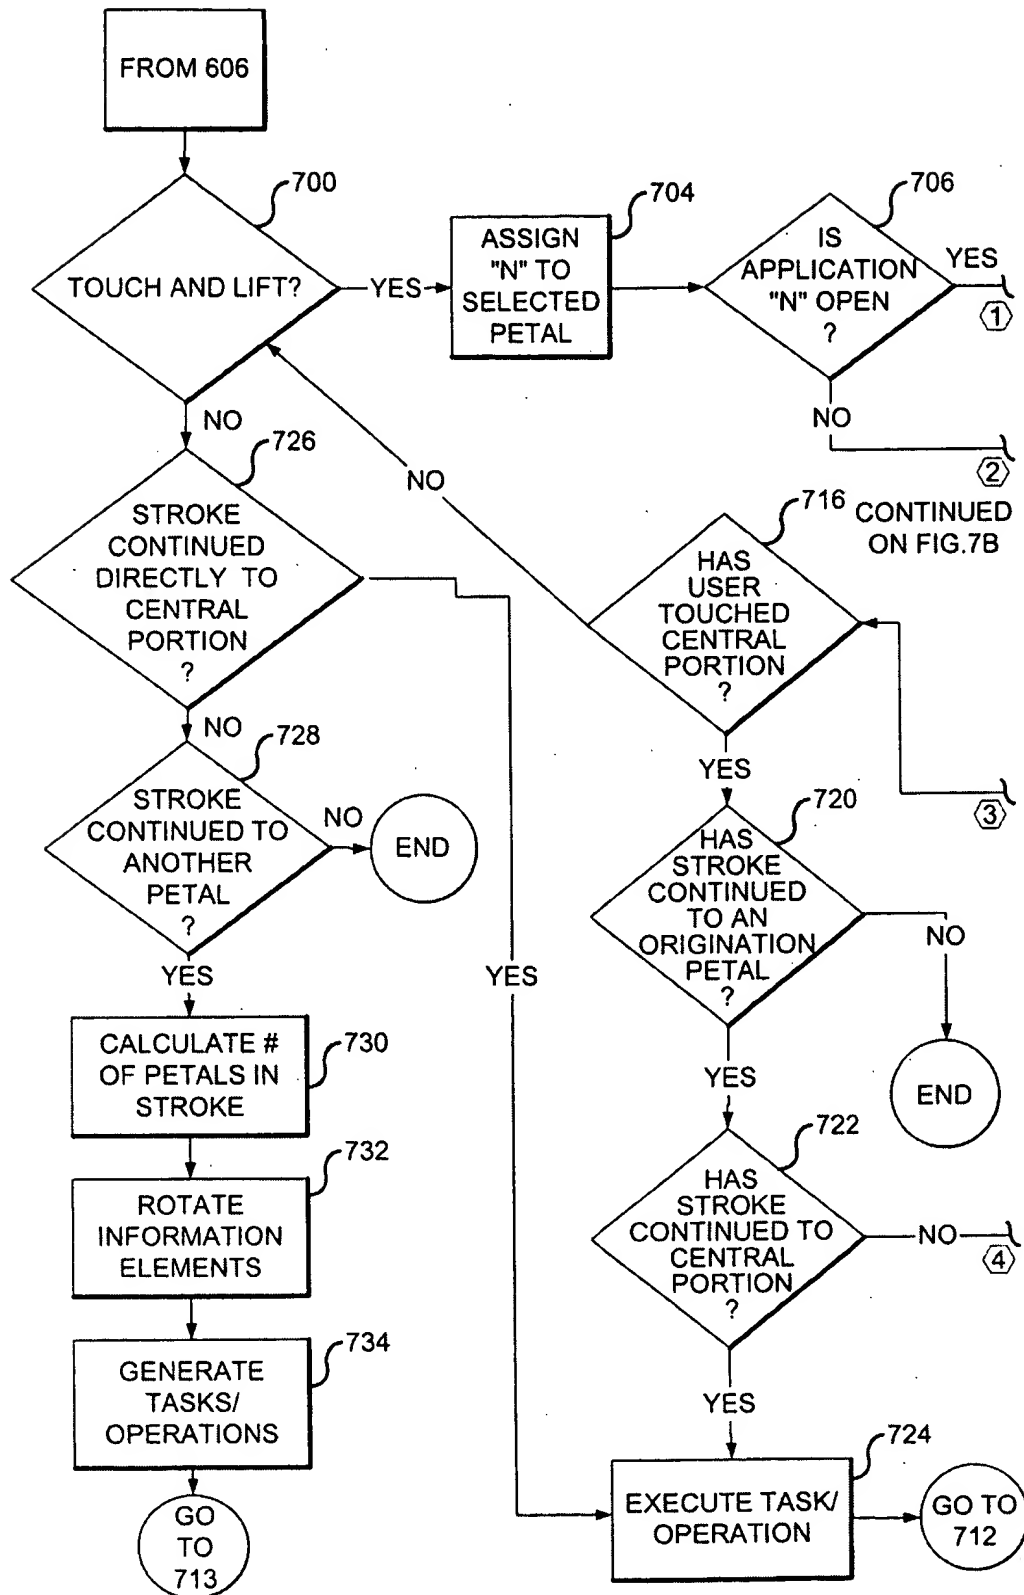 FROM 606
700
TOUCH AND LIFT?
YES
704
ASSIGN
"N" TO
SELECTED
PETAL
706
IS
APPLICATION
"N" OPEN
?
YES
1
NO
2
NO
726
STROKE
CONTINUED
DIRECTLY TO
CENTRAL
PORTION
?
NO
716
CONTINUED
ON FIG.7B
HAS
USER
TOUCHED
CENTRAL
PORTION
?
NO
728
STROKE
CONTINUED TO
ANOTHER
PETAL
?
NO
END
YES
3
720
HAS
STROKE
CONTINUED
TO AN
ORIGINATION
PETAL
?
NO
END
YES
YES
CALCULATE #
OF PETALS IN
STROKE
730
YES
722
HAS
STROKE
CONTINUED TO
CENTRAL
PORTION
?
NO
4
732
ROTATE
INFORMATION
ELEMENTS
734
GENERATE
TASKS/
OPERATIONS
YES
724
EXECUTE TASK/
OPERATION
GO TO
712
GO
TO
713